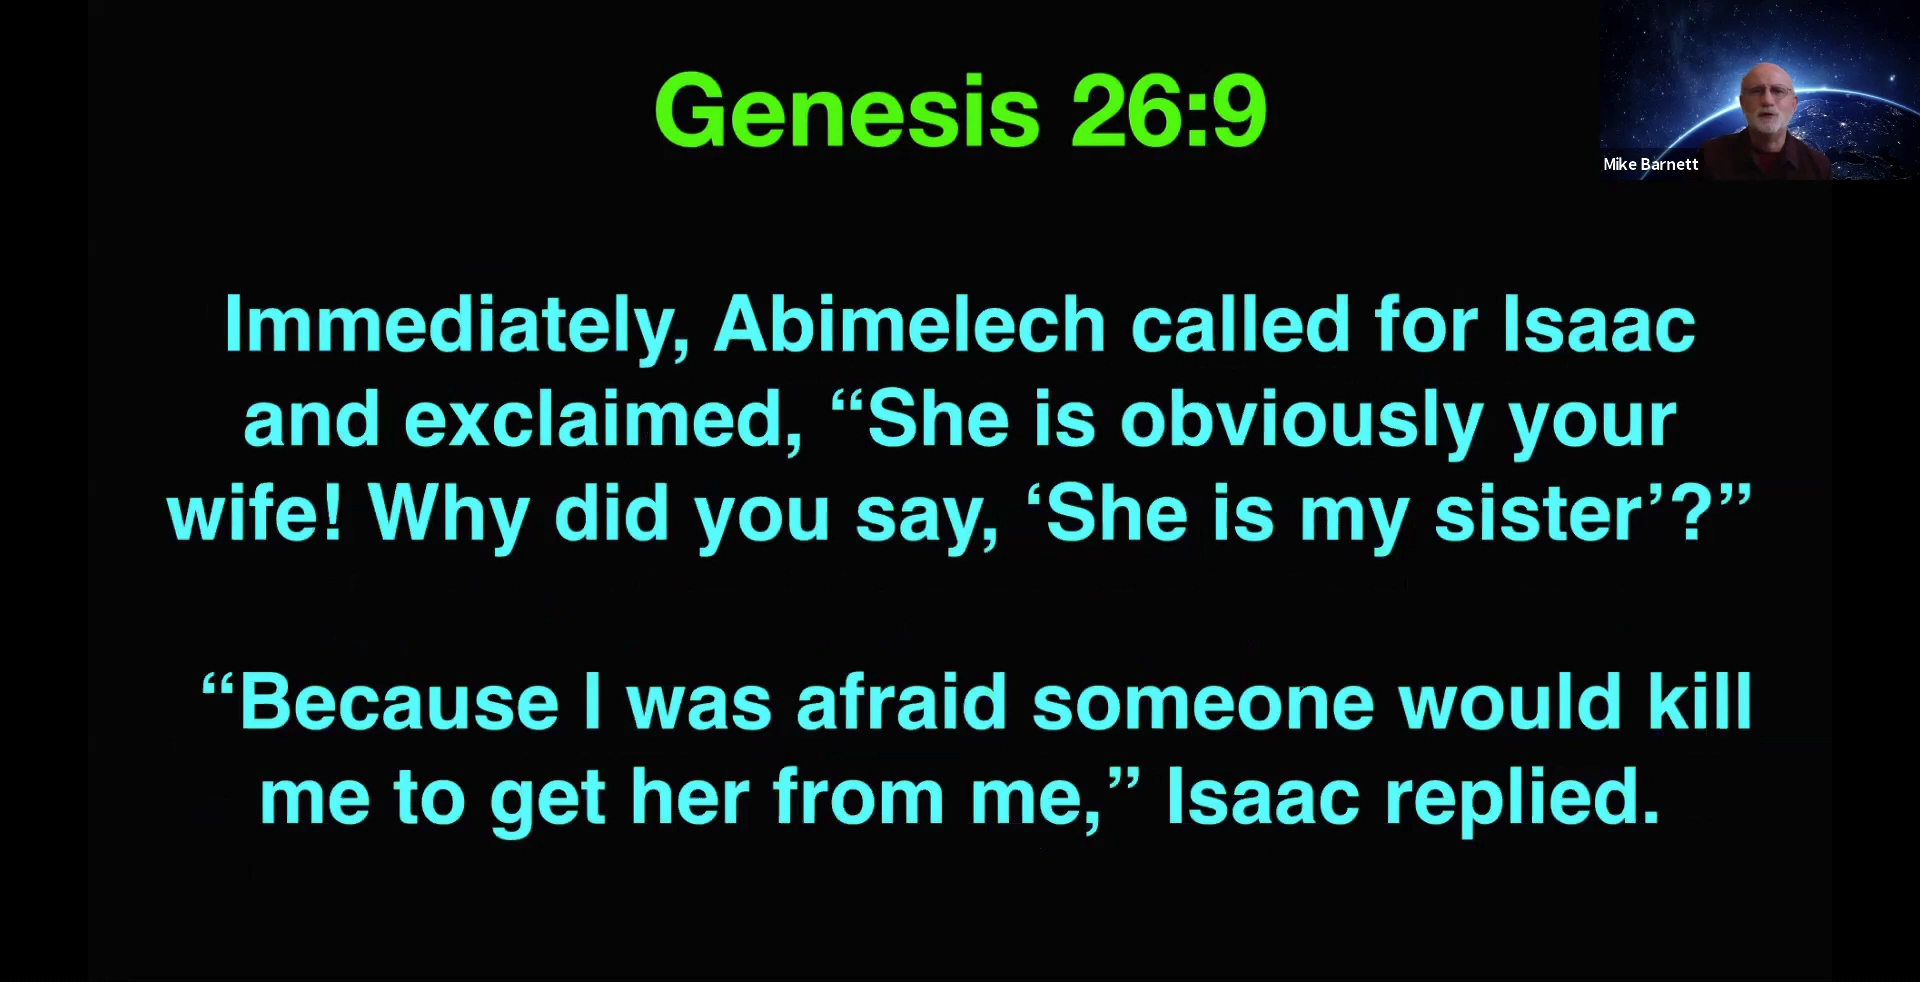 Genesis 26:9
Mike Barnett
Immediately, Abimelech called for Isaac
and exclaimed, “She is obviously your
wife! Why did you say, ‘She is my sister’?”
“Because I was afraid someone would kill
me to get her from me,” Isaac replied.